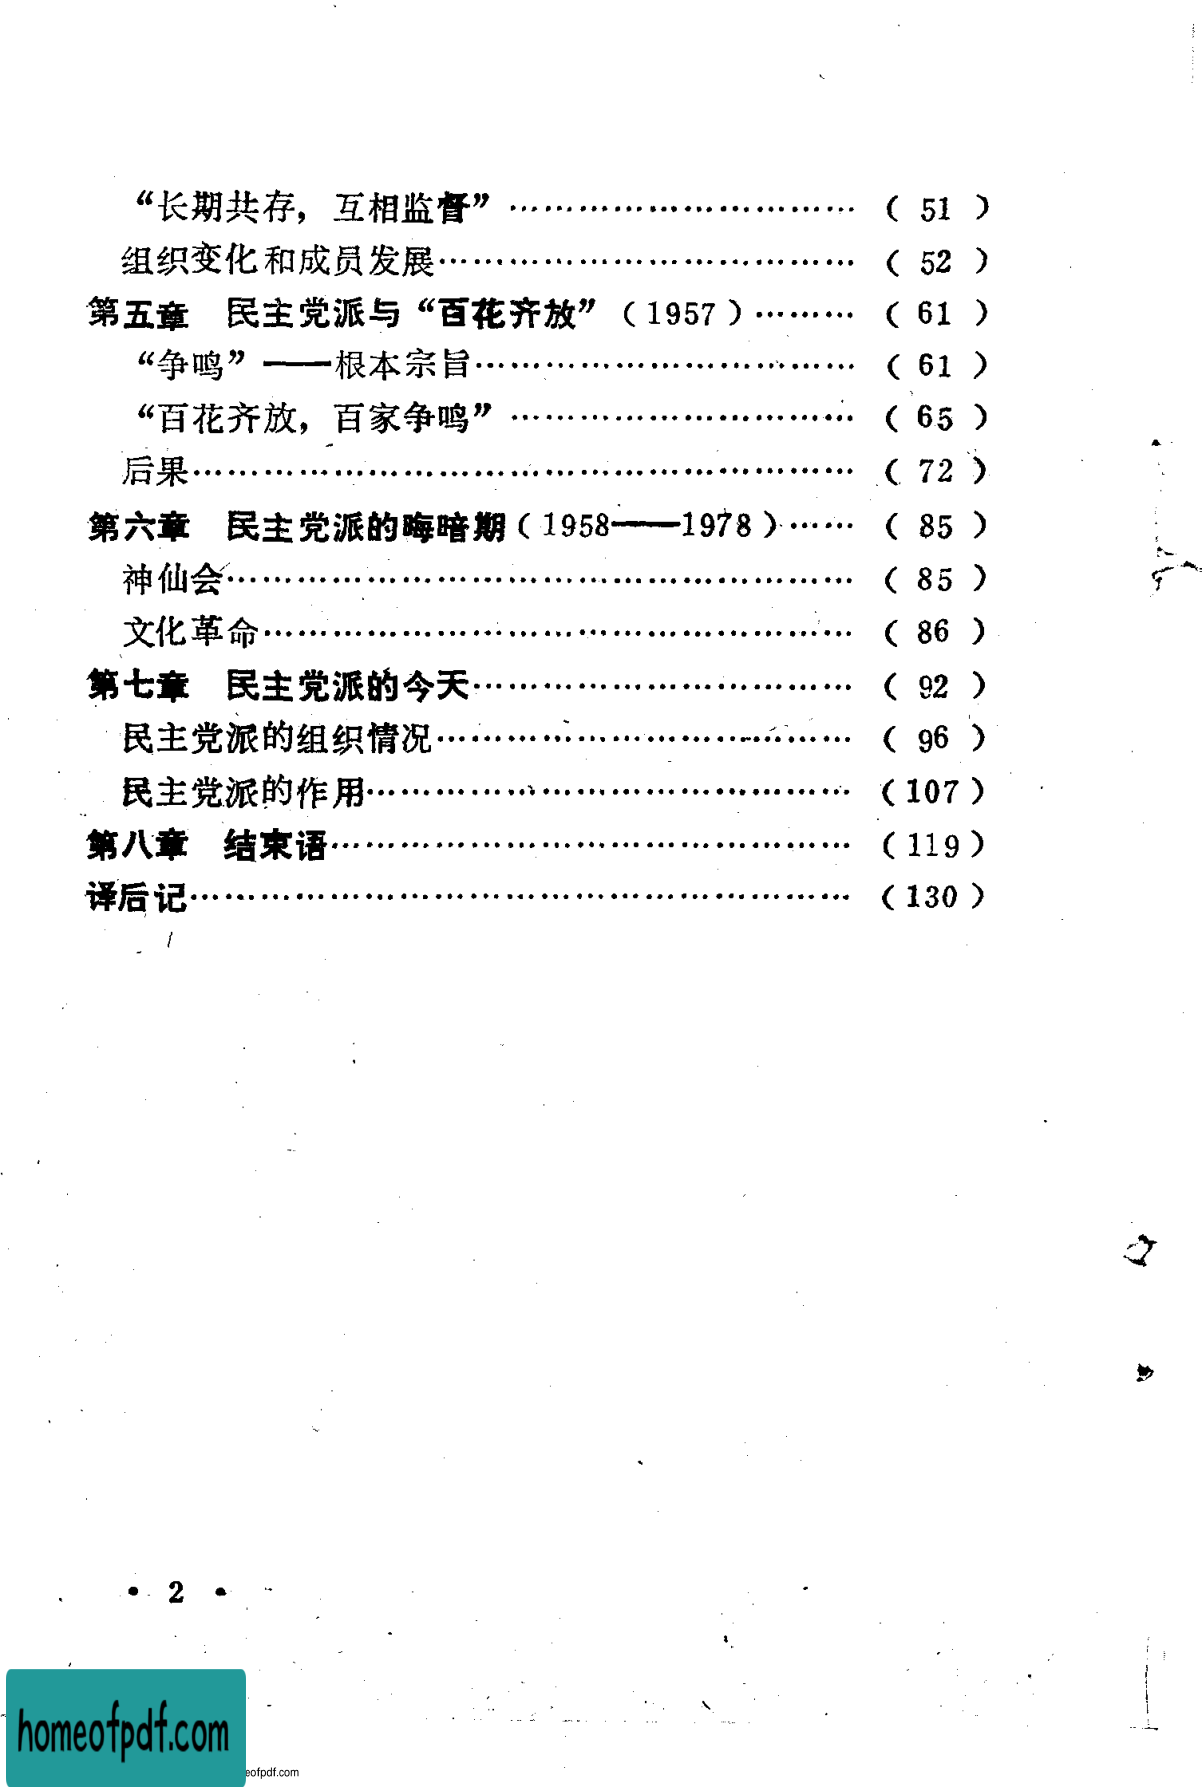 “长期共存，互相监督”………………………… （ 51 ）
组织变化和成员发展……………………………… （ 52 ）
第五章　民主党派与“百花齐放”（1957）……… （ 61 ）
“争鸣”——根本宗旨…………………………… （ 61 ）
“百花齐放，百家争鸣”………………………… （ 65 ）
后果………………………………………………… （ 72 ）
第六章　民主党派的晦暗期（1958——1978）…… （ 85 ）
神仙会……………………………………………… （ 85 ）
文化革命…………………………………………… （ 86 ）
第七章　民主党派的今天………………………… （ 92 ）
民主党派的组织情况……………………………… （ 96 ）
民主党派的作用…………………………………… （107）
第八章　结束语……………………………………… （119）
译后记………………………………………………… （130）
• 2 •
homeofpdf.com
eofpdf.com